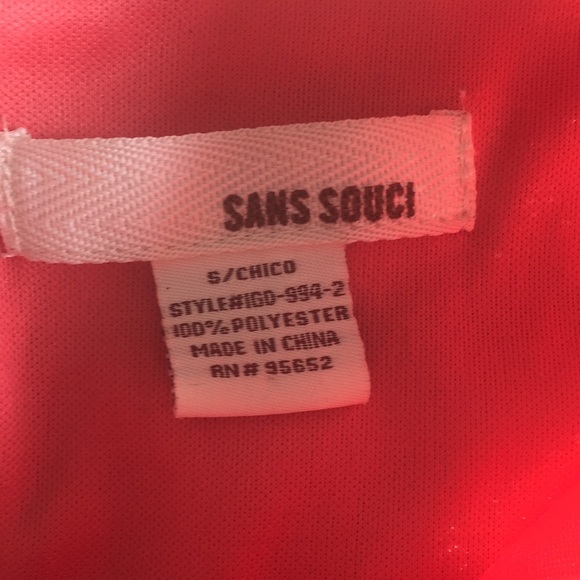 SANS SOUCI
S/CHICO
STYLE#IGD-994-2
100% POLYESTER
MADE IN CHINA
RN# 95652